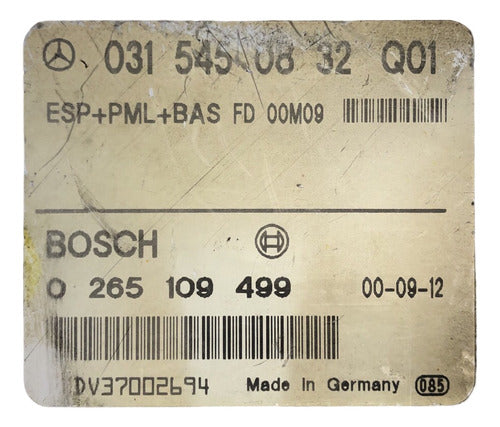 031 545 08 32 Q01
ESP+PML+BAS FD 00M09
BOSCH
0 265 109 499 00-09-12
DV37002694
Made in Germany 085